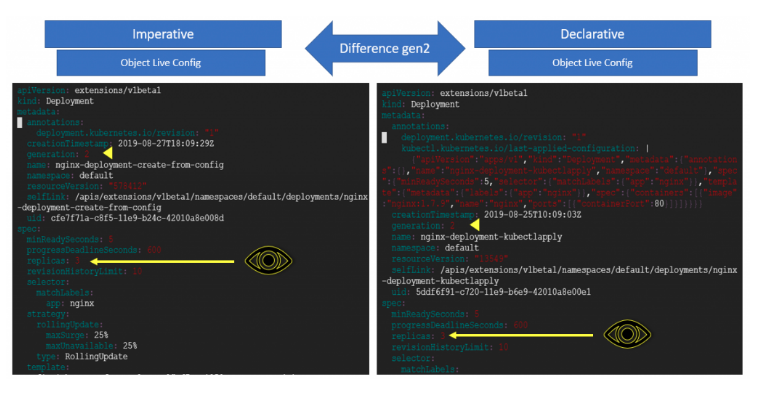 Imperative
Object Live Config
Difference gen2
Declarative
Object Live Config
apiVersion: extensions/v1beta1
kind: Deployment
metadata:
annotations:
deployment.kubernetes.io/revision: "1"
creationTimestamp: 2019-08-27T18:09:29Z
generation: 2
name: nginx-deployment-create-from-config
namespace: default
resourceVersion:
selfLink: /apis/extensions/v1beta1/namespaces/default/deployments/nginx
-deployment-create-from-config
uid: cfe7f71a-c8f5-11e9-b24c-42010a8e008d
spec:
minReadySeconds: 5
progressDeadlineSeconds: 600
replicas: 3
revisionHistoryLimit: 10
selector:
matchLabels:
app: nginx
strategy:
rollingUpdate:
maxSurge: 25%
maxUnavailable: 25%
type: RollingUpdate
template:
apiVersion: extensions/v1beta1
kind: Deployment
metadata:
annotations:
deployment.kubernetes.io/revision: "1"
kubectl.kubernetes.io/last-applied-configuration: |
{"apiVersion":"apps/v1","kind":"Deployment","metadata":{"annotation
s":{},"name":"nginx-deployment-kubectlapply","namespace":"default"},"spec
":{"minReadySeconds":5,"selector":{"matchLabels":{"app":"nginx"}},"templa
te":{"metadata":{"labels":{"app":"nginx"}},"spec":{"containers":[{"image"
:"nginx:1.7.9","name":"nginx","ports":[{"containerPort":80}]}]}}}}
creationTimestamp: 2019-08-25T10:09:03Z
generation:
name: nginx-deployment-kubectlapply
namespace: default
resourceVersion:
selfLink: /apis/extensions/v1beta1/namespaces/default/deployments/nginx
-deployment-kubectlapply
uid: 5ddf6f91-c720-11e9-b6e9-42010a8e00e1
spec:
minReadySeconds: 5
progressDeadlineSeconds: 600
replicas:
revisionHistoryLimit: 10
selector:
matchLabels: